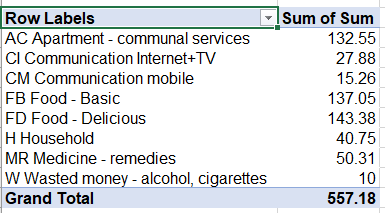 Row Labels Sum of Sum
AC Apartment - communal services 132.55
CI Communication Internet+TV 27.88
CM Communication mobile 15.26
FB Food - Basic 137.05
FD Food - Delicious 143.38
H Household 40.75
MR Medicine - remedies 50.31
W Wasted money - alcohol, cigarettes 10
Grand Total 557.18